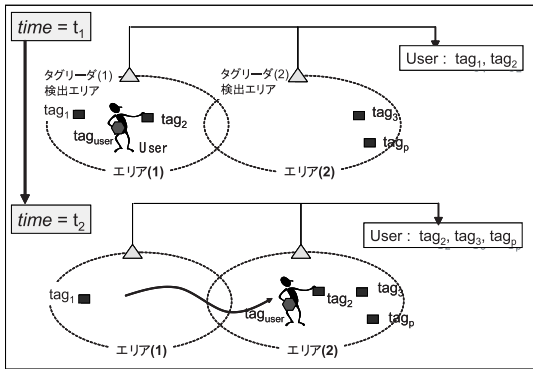 time = t1
User : tag1, tag2
タグリーダ(1)
検出エリア
タグリーダ(2)
検出エリア
tag1
tag2
tag3
taguser
User
tagp
エリア(1)
エリア(2)
time = t2
User : tag2, tag3, tagp
tag1
tag2
tag3
taguser
tagp
エリア(1)
エリア(2)